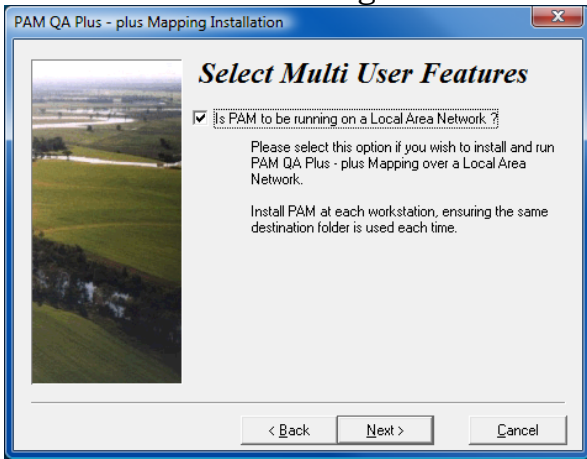 PAM QA Plus - plus Mapping Installation
Select Multi User Features
Is PAM to be running on a Local Area Network ?
Please select this option if you wish to install and run
PAM QA Plus - plus Mapping over a Local Area
Network.
Install PAM at each workstation, ensuring the same
destination folder is used each time.
< Back Next > Cancel